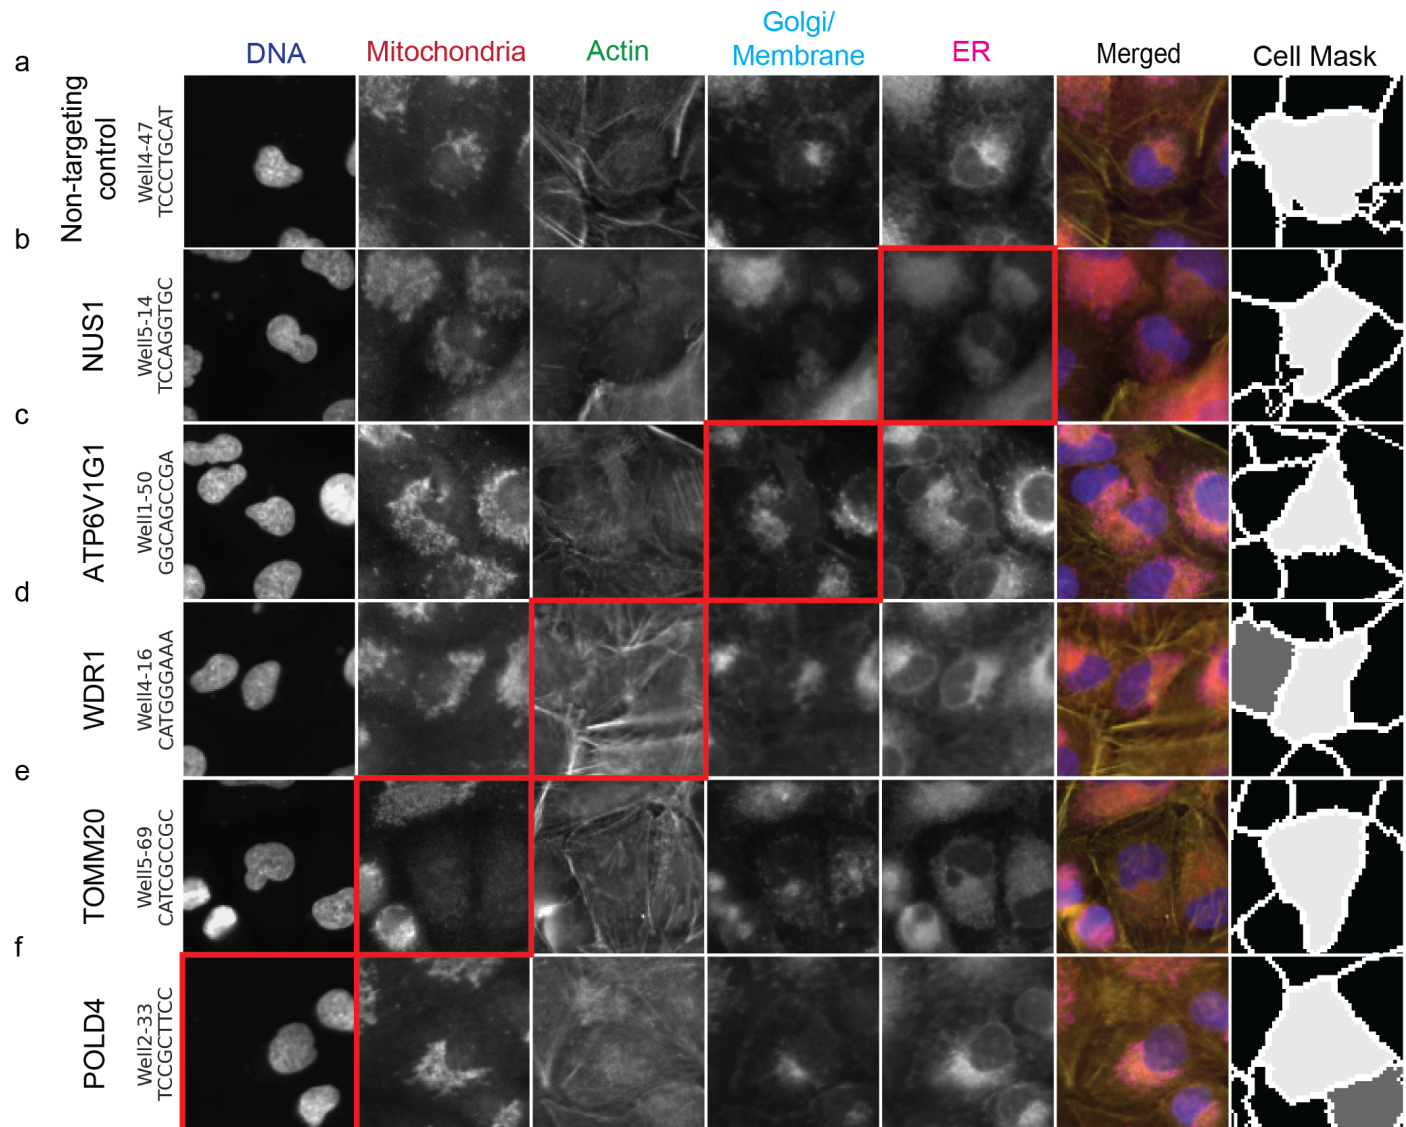 a
DNA
Mitochondria
Actin
Golgi/
Membrane
ER
Merged
Cell Mask
Non-targeting
control
Well4-47
TCCCTGCAT
b
NUS1
Well5-14
TCCAGGTGC
c
ATP6V1G1
Well1-50
GGCAGCCGA
d
WDR1
Well4-16
CATGGGAAA
e
TOMM20
Well5-69
CATCGCCGC
f
POLD4
Well2-33
TCCGCTTCC